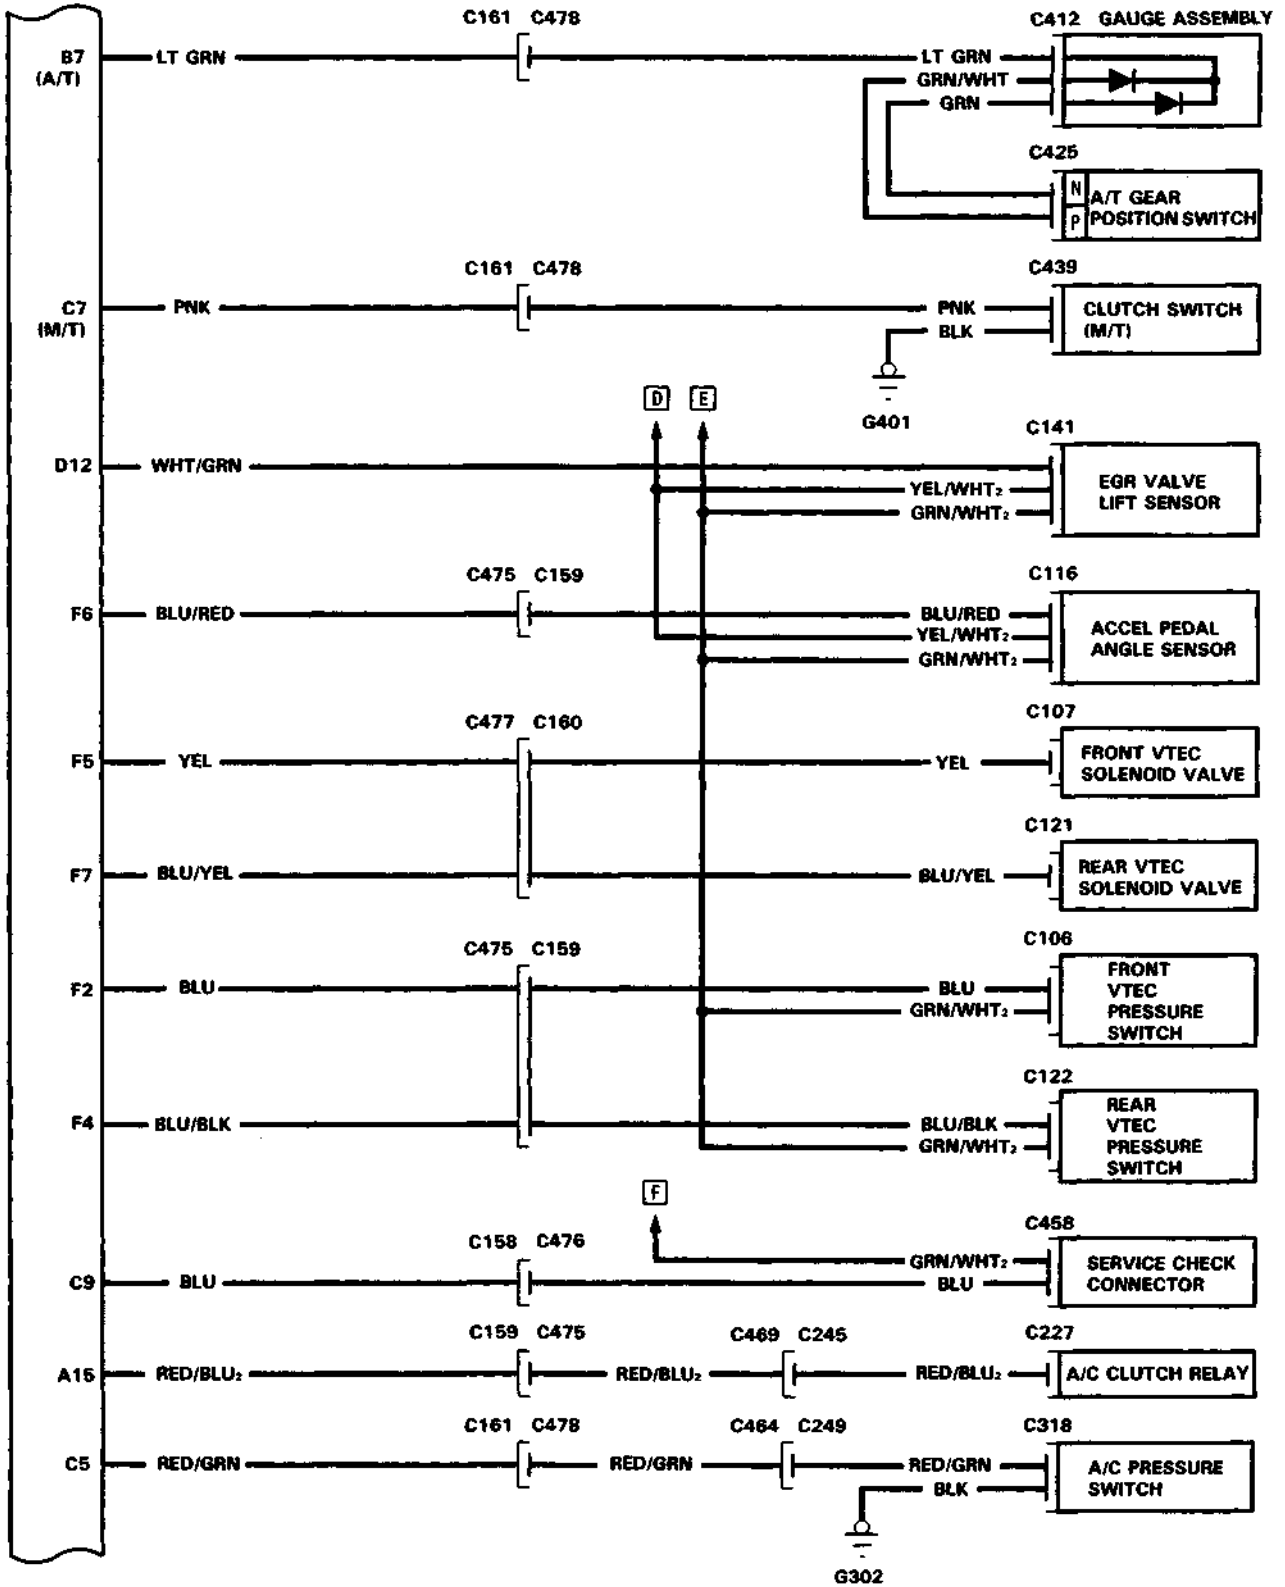 C161 C478 C412 GAUGE ASSEMBLY
B7 LT GRN LT GRN
(A/T) GRN/WHT
GRN
C425
N A/T GEAR
P POSITION SWITCH
C161 C478 C439
C7 PNK PNK CLUTCH SWITCH
(M/T) BLK (M/T)
D E
G401 C141
D12 WHT/GRN EGR VALVE
YEL/WHT₂ LIFT SENSOR
GRN/WHT₂
C475 C159 C116
F6 BLU/RED BLU/RED ACCEL PEDAL
YEL/WHT₂ ANGLE SENSOR
GRN/WHT₂
C477 C160 C107
F5 YEL YEL FRONT VTEC
SOLENOID VALVE
C121
F7 BLU/YEL BLU/YEL REAR VTEC
SOLENOID VALVE
C475 C159 C106
FRONT
F2 BLU BLU VTEC
GRN/WHT₂ PRESSURE
SWITCH
C122
REAR
F4 BLU/BLK BLU/BLK VTEC
GRN/WHT₂ PRESSURE
SWITCH
F
C158 C476 C458
GRN/WHT₂ SERVICE CHECK
C9 BLU BLU CONNECTOR
C159 C475 C469 C245 C227
A15 RED/BLU₂ RED/BLU₂ RED/BLU₂ A/C CLUTCH RELAY
C161 C478 C464 C249 C318
C5 RED/GRN RED/GRN RED/GRN A/C PRESSURE
BLK SWITCH
G302